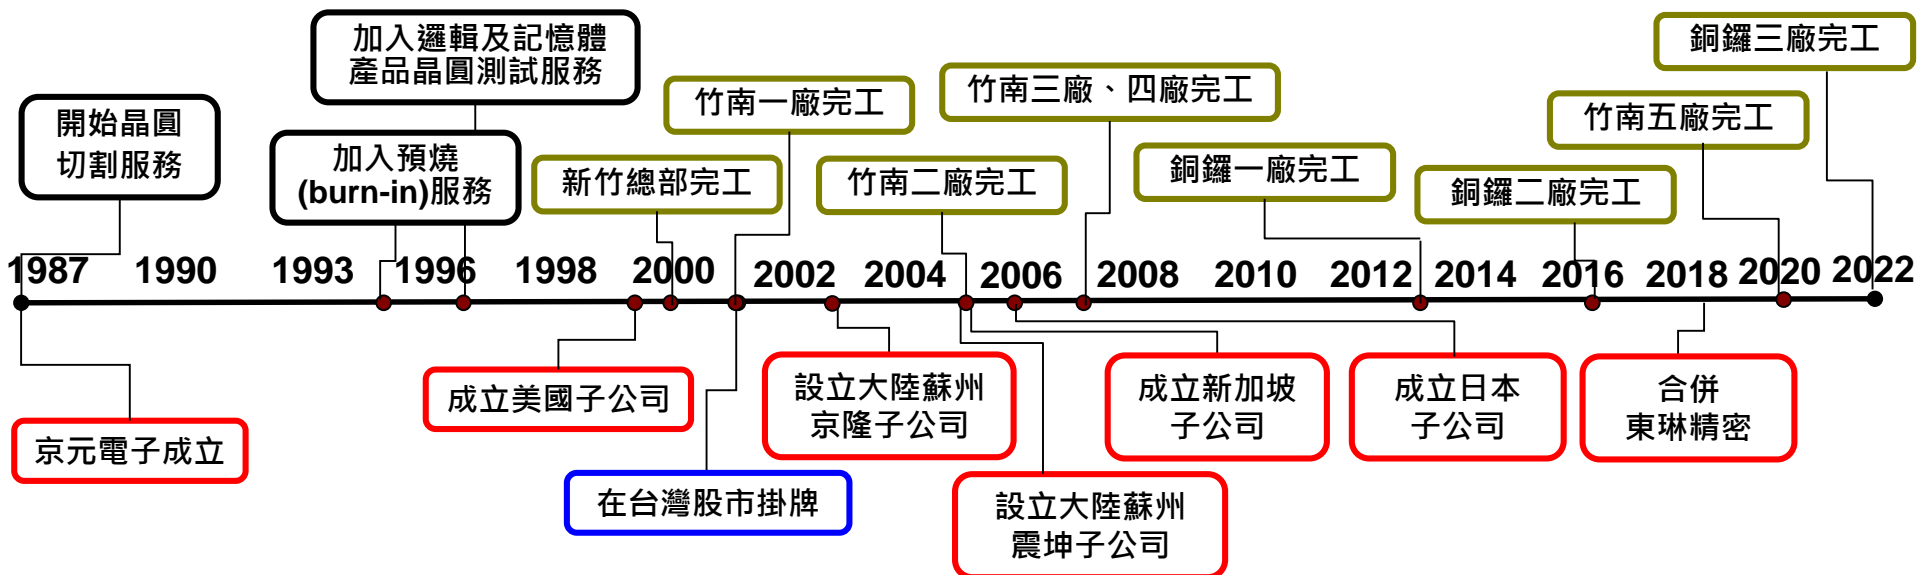 加入邏輯及記憶體
產品晶圓測試服務
銅鑼三廠完工
開始晶圓
切割服務
加入預燒
(burn-in)服務
竹南一廠完工
竹南三廠、四廠完工
竹南五廠完工
新竹總部完工
竹南二廠完工
銅鑼一廠完工
銅鑼二廠完工
1987 1990 1993 1996 1998 2000 2002 2004 2006 2008 2010 2012 2014 2016 2018 2020 2022
京元電子成立
成立美國子公司
在台灣股市掛牌
設立大陸蘇州
京隆子公司
設立大陸蘇州
震坤子公司
成立新加坡
子公司
成立日本
子公司
合併
東琳精密